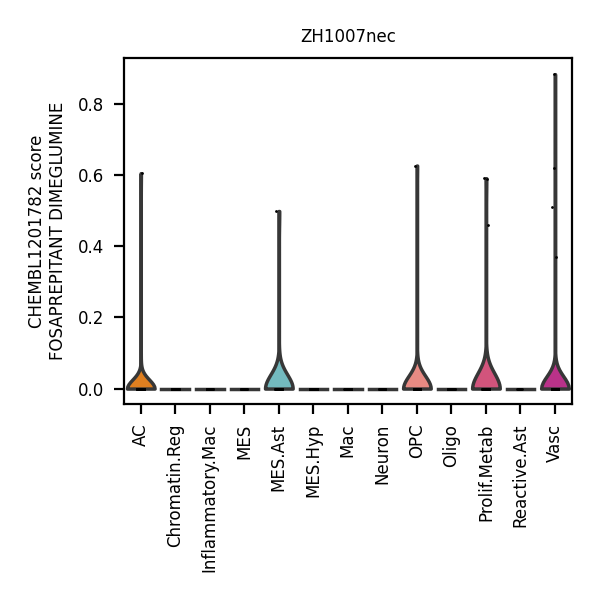 ZH1007nec
CHEMBL1201782 score
FOSAPREPITANT DIMEGLUMINE
0.8
0.6
0.4
0.2
0.0
AC
Chromatin.Reg
Inflammatory.Mac
MES
MES.Ast
MES.Hyp
Mac
Neuron
OPC
Oligo
Prolif.Metab
Reactive.Ast
Vasc